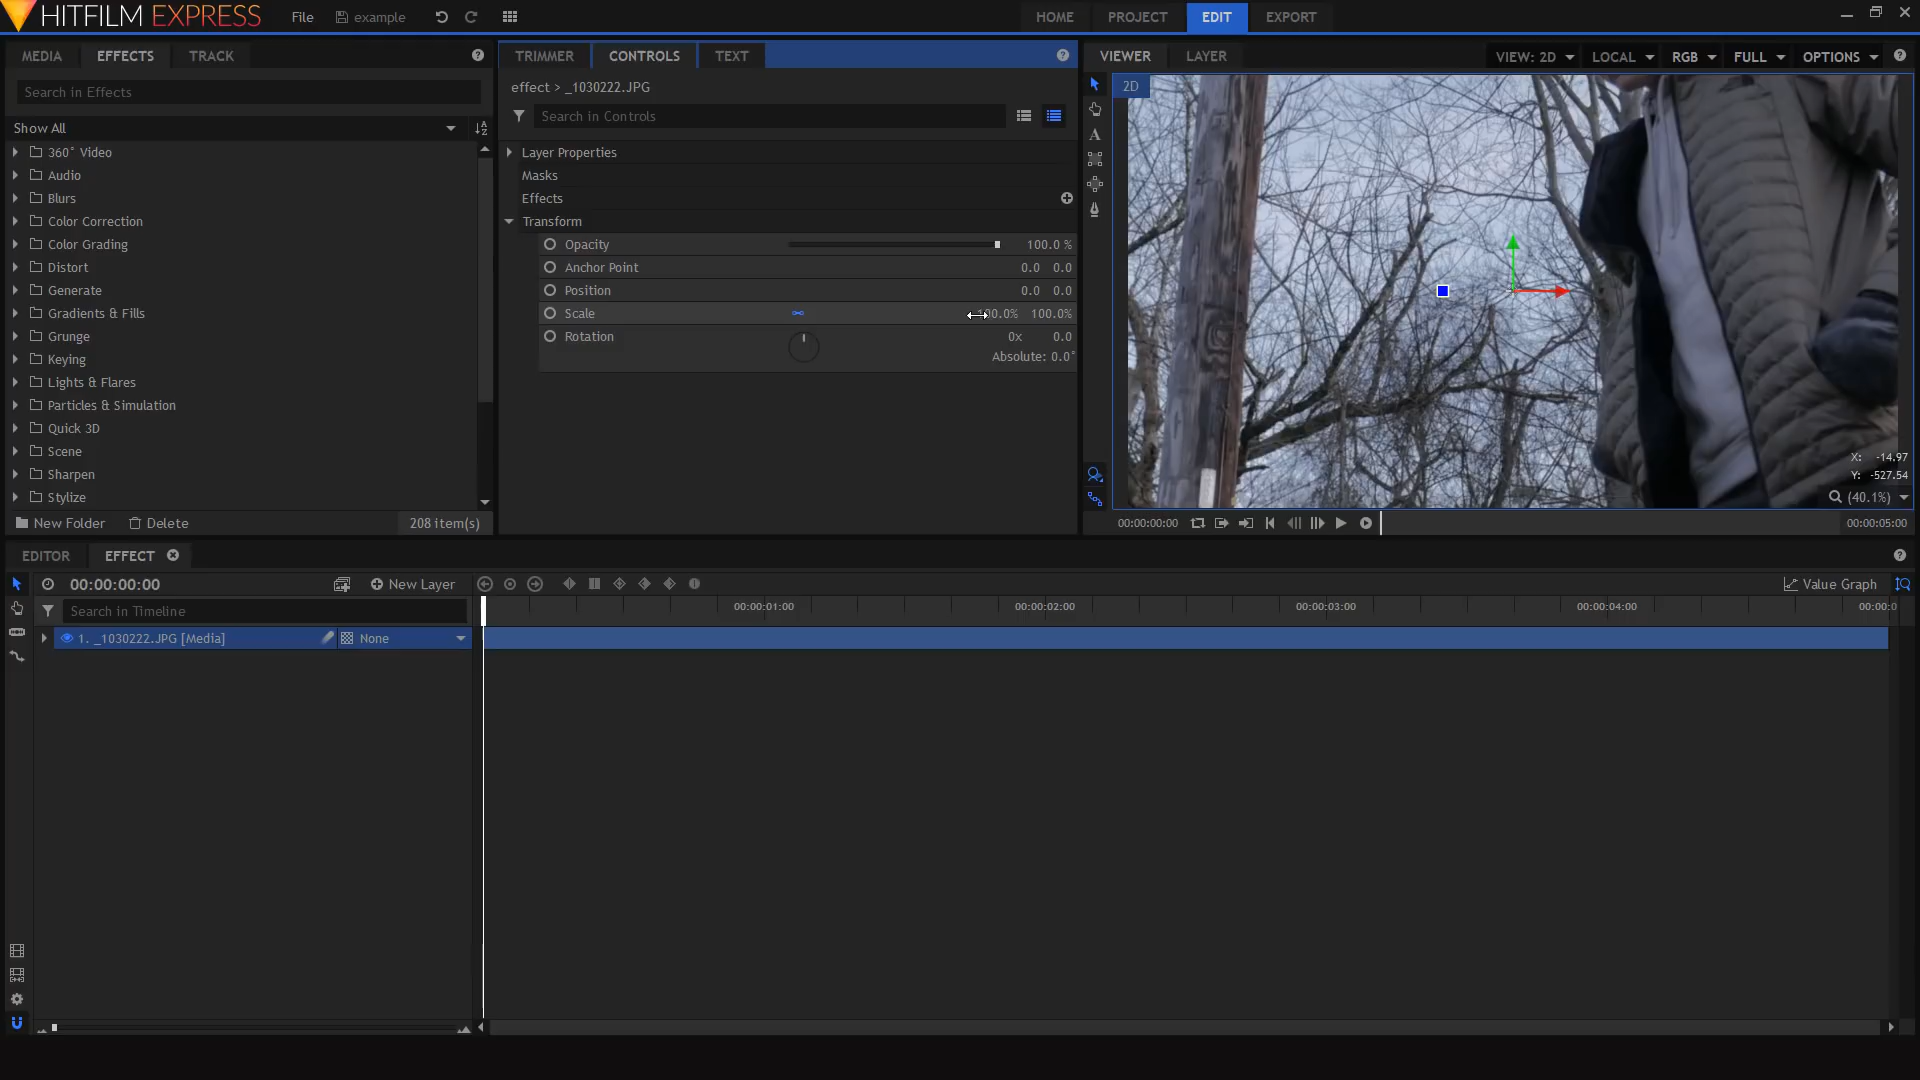 HITFILM EXPRESS
File
example
HOME
PROJECT
EDIT
EXPORT
MEDIA
EFFECTS
TRACK
Search in Effects
Show All
360° Video
Audio
Blurs
Color Correction
Color Grading
Distort
Generate
Gradients & Fills
Grunge
Keying
Lights & Flares
Particles & Simulation
Quick 3D
Scene
Sharpen
Stylize
New Folder
Delete
208 item(s)
TRIMMER
CONTROLS
TEXT
effect > _1030222.JPG
Search in Controls
Layer Properties
Masks
Effects
Transform
Opacity 100.0 %
Anchor Point 0.0 0.0
Position 0.0 0.0
Scale 100.0%
Rotation 0x 0.0
Absolute: 0.0°
VIEWER
LAYER
VIEW: 2D
LOCAL
RGB
FULL
OPTIONS
2D
X: -14.97
Y: -527.54
(40.1%)
00:00:00:00
00:00:05:00
EDITOR
EFFECT
00:00:00:00
New Layer
Value Graph
Search in Timeline
00:00:01:00
00:00:02:00
00:00:03:00
00:00:04:00
00:00:0
1. _1030222.JPG [Media]
None